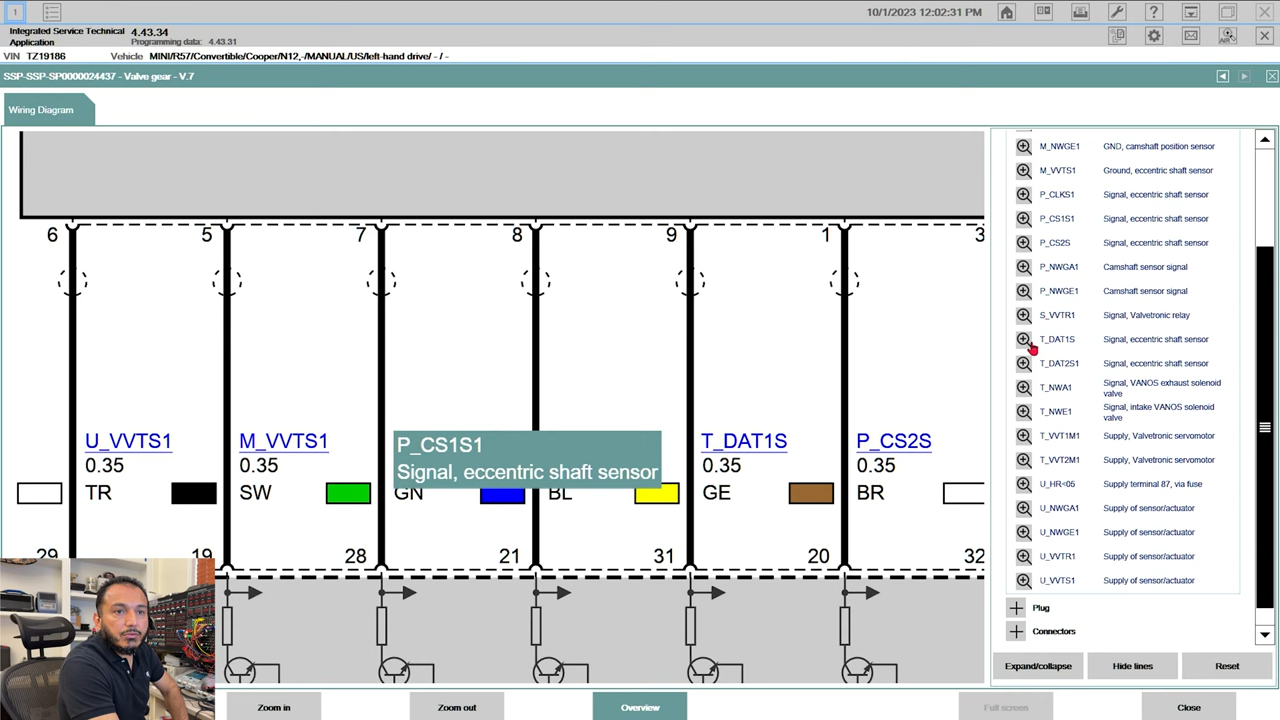 1
10/1/2023 12:02:31 PM
Integrated Service Technical
Application
4.43.34
Programming data: 4.43.31
VIN TZ19186 Vehicle MINI/R57/Convertible/Cooper/N12,-/MANUAL/US/left-hand drive/ - / -
SSP-SSP-SP0000024437 - Valve gear - V.7
Wiring Diagram
6 5 7 8 9 1 3
U_VVTS1
0.35
TR
M_VVTS1
0.35
SW
P_CS1S1
Signal, eccentric shaft sensor
GN
BL
T_DAT1S
0.35
GE
P_CS2S
0.35
BR
29 19 28 21 31 20 32
M_NWGE1 GND, camshaft position sensor
M_VVTS1 Ground, eccentric shaft sensor
P_CLKS1 Signal, eccentric shaft sensor
P_CS1S1 Signal, eccentric shaft sensor
P_CS2S Signal, eccentric shaft sensor
P_NWGA1 Camshaft sensor signal
P_NWGE1 Camshaft sensor signal
S_VVTR1 Signal, Valvetronic relay
T_DAT1S Signal, eccentric shaft sensor
T_DAT2S1 Signal, eccentric shaft sensor
T_NWA1 Signal, VANOS exhaust solenoid
valve
T_NWE1 Signal, intake VANOS solenoid
valve
T_VVT1M1 Supply, Valvetronic servomotor
T_VVT2M1 Supply, Valvetronic servomotor
U_HR<05 Supply terminal 87, via fuse
U_NWGA1 Supply of sensor/actuator
U_NWGE1 Supply of sensor/actuator
U_VVTR1 Supply of sensor/actuator
U_VVTS1 Supply of sensor/actuator
Plug
Connectors
Expand/collapse Hide lines Reset
Zoom in Zoom out Overview Full screen Close